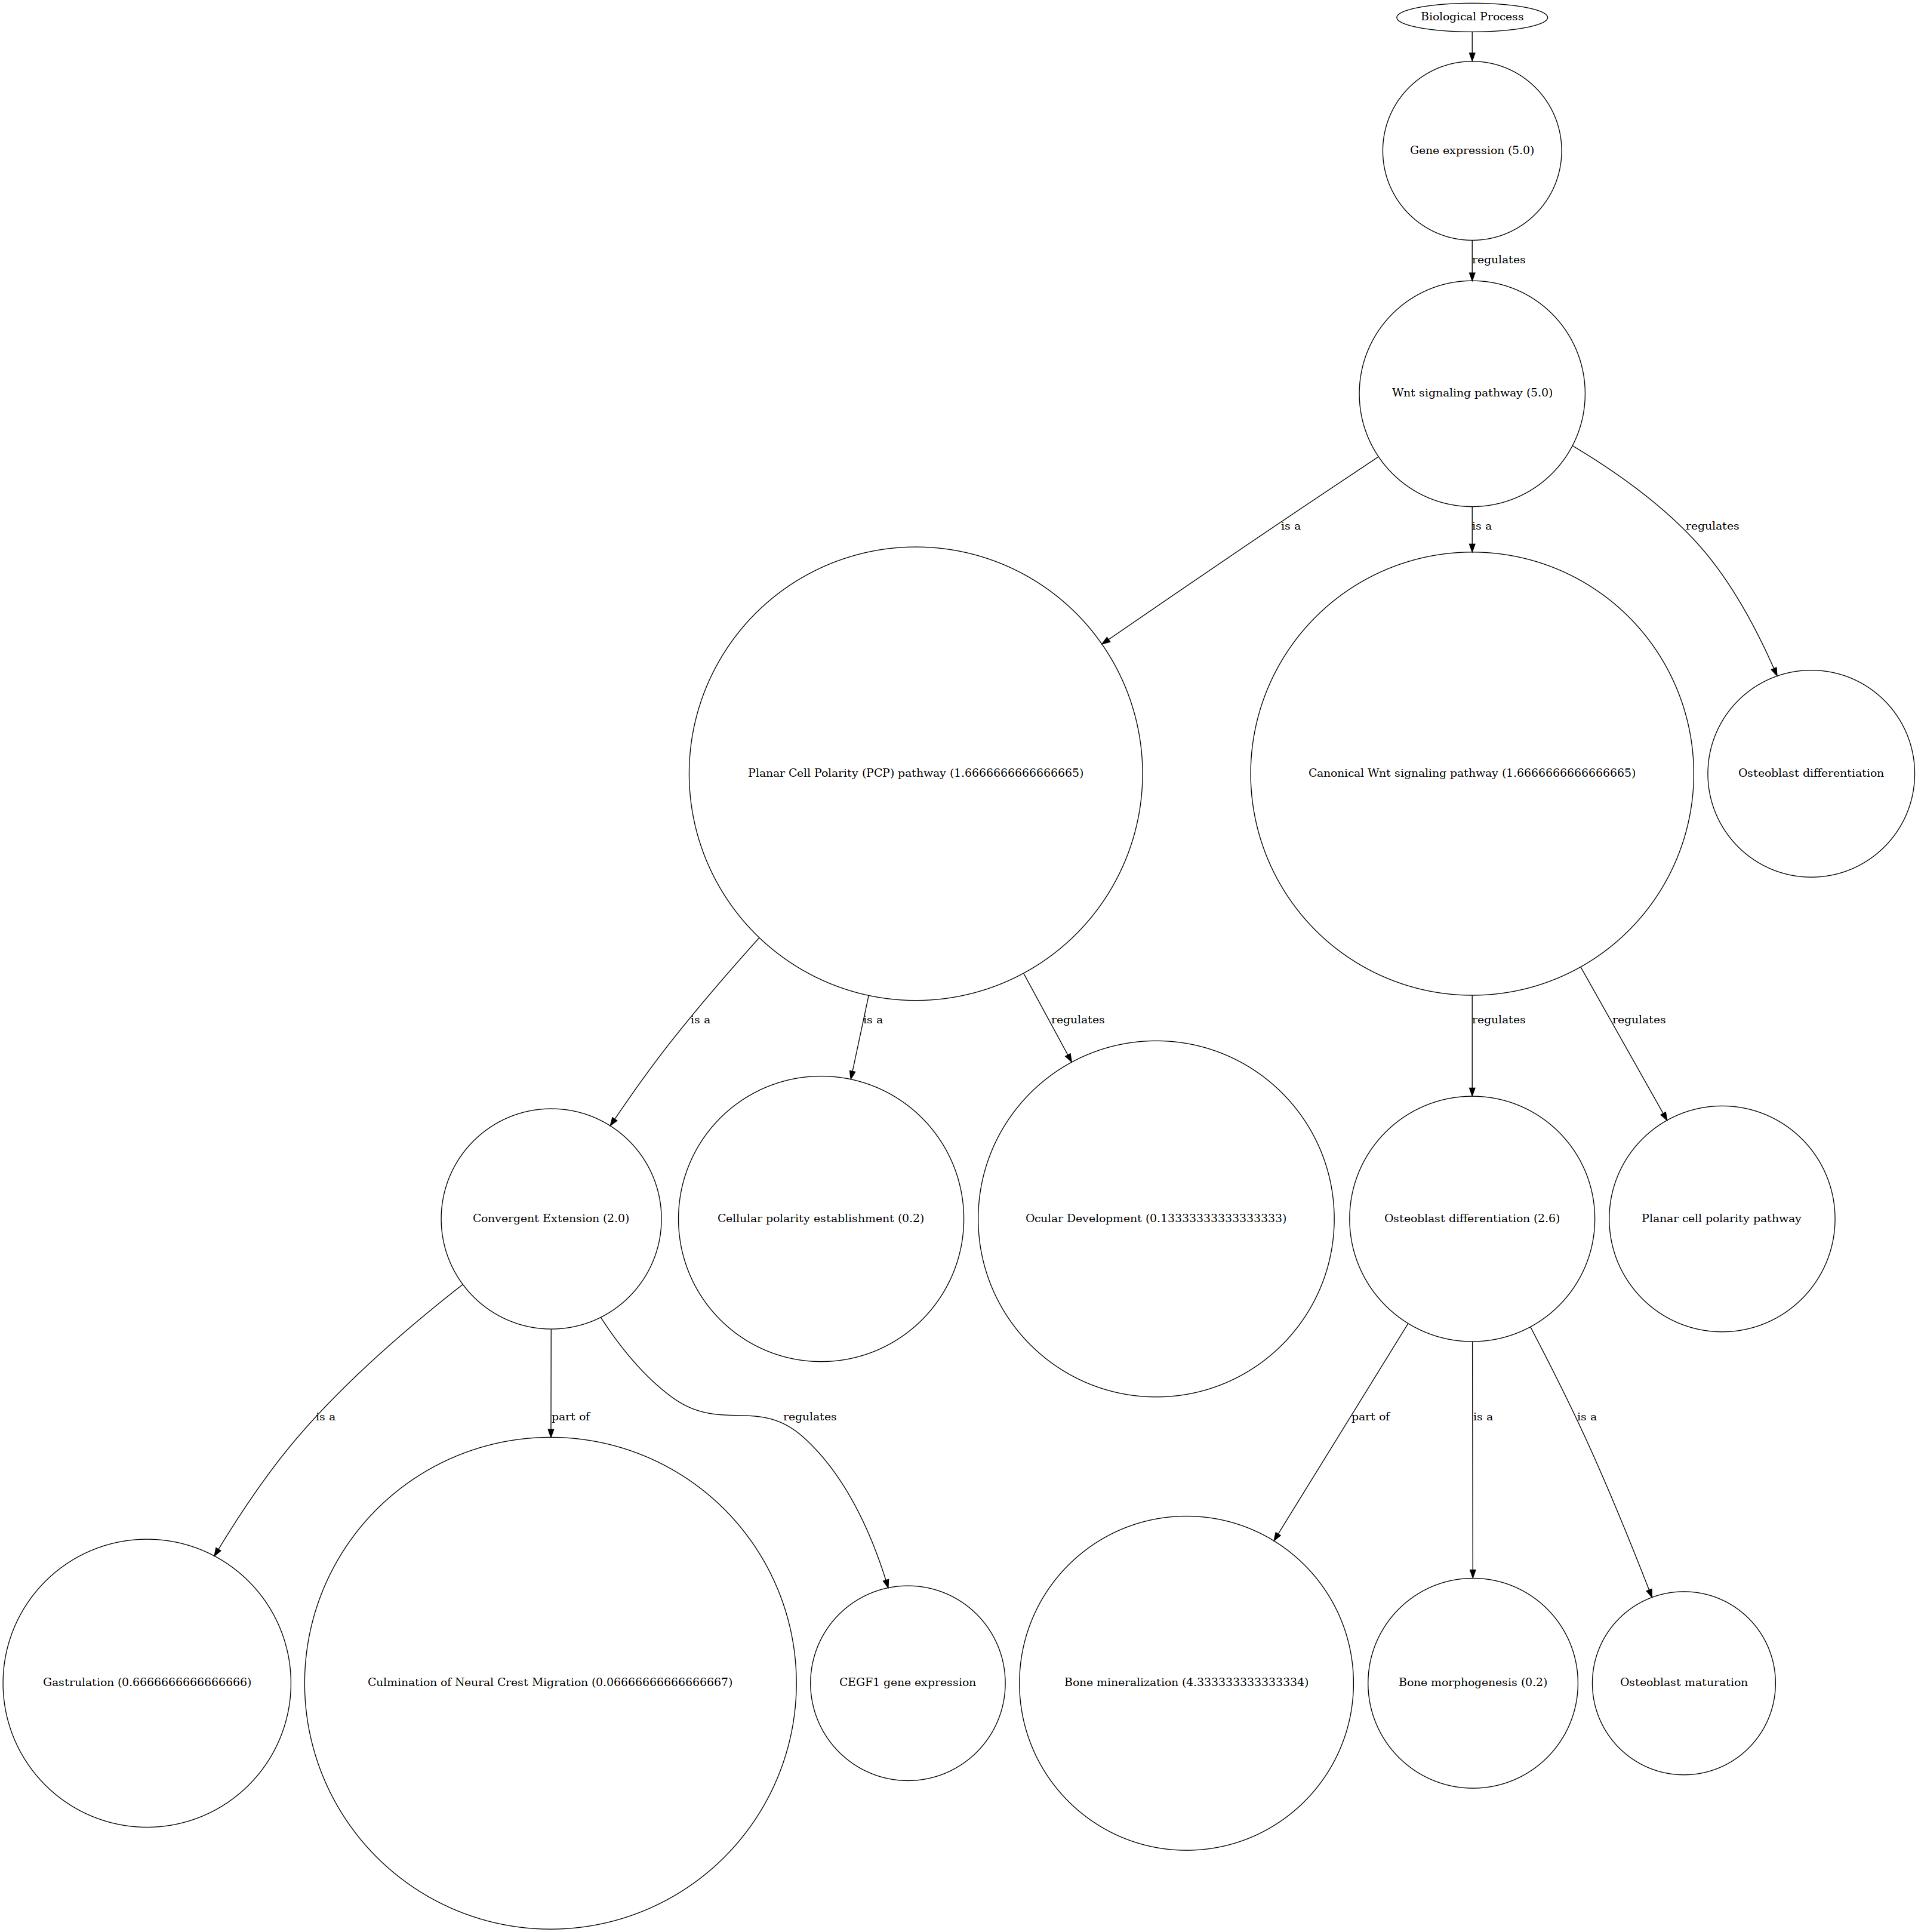 Biological Process
Gene expression (5.0)
regulates
Wnt signaling pathway (5.0)
is a
is a
regulates
Planar Cell Polarity (PCP) pathway (1.6666666666666665)
Canonical Wnt signaling pathway (1.6666666666666665)
Osteoblast differentiation
is a
is a
regulates
regulates
regulates
Convergent Extension (2.0)
Cellular polarity establishment (0.2)
Ocular Development (0.13333333333333333)
Osteoblast differentiation (2.6)
Planar cell polarity pathway
is a
part of
regulates
part of
is a
is a
Gastrulation (0.6666666666666666)
Culmination of Neural Crest Migration (0.06666666666666667)
CEGF1 gene expression
Bone mineralization (4.333333333333334)
Bone morphogenesis (0.2)
Osteoblast maturation